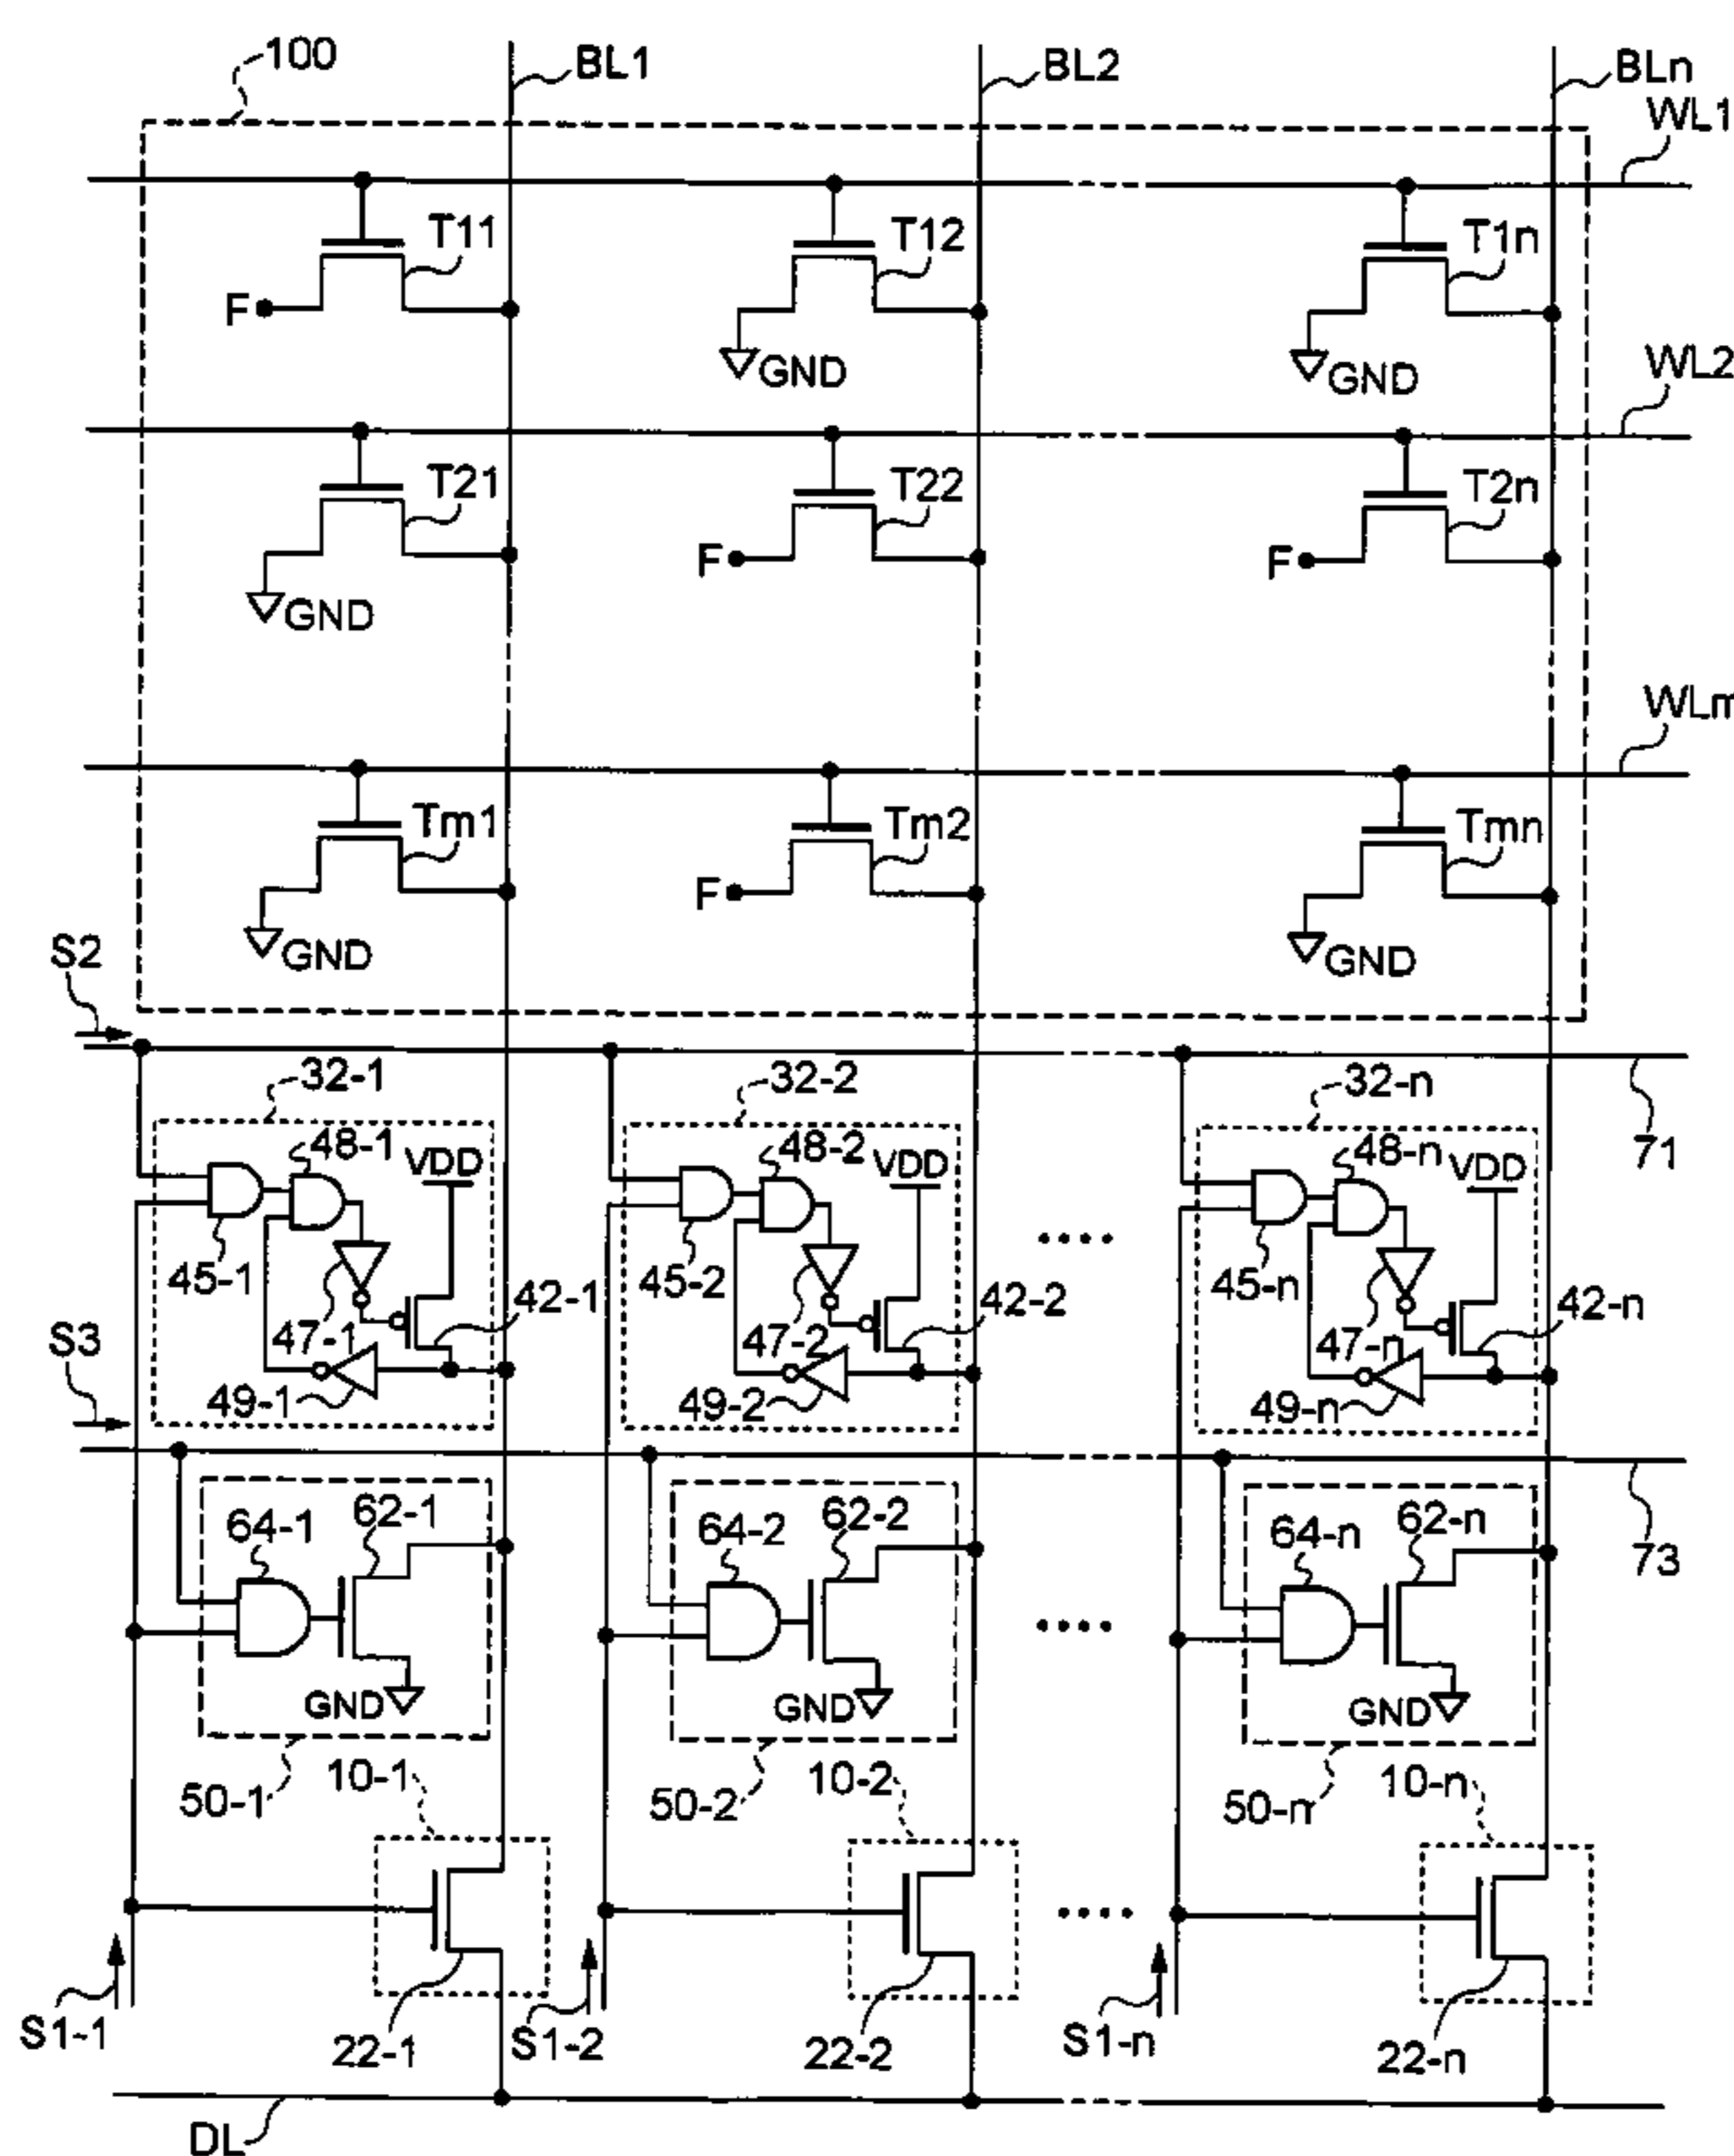 100 BL1 BL2 BLn
WL1
T11 T12 T1n
F GND GND
WL2
T21 T22 T2n
GND F F
WLm
Tm1 Tm2 Tmn
GND F GND
S2
32-1 32-2 32-n
71
48-1 VDD 48-2 VDD 48-n VDD
45-1 42-1 45-2 42-2 45-n 42-n
S3 47-1 47-2 47-n
49-1 49-2 49-n
64-1 62-1 64-2 62-2 64-n 62-n
73
GND GND GND
50-1 10-1 50-2 10-2 50-n 10-n
S1-1 22-1 S1-2 22-2 S1-n 22-n
DL